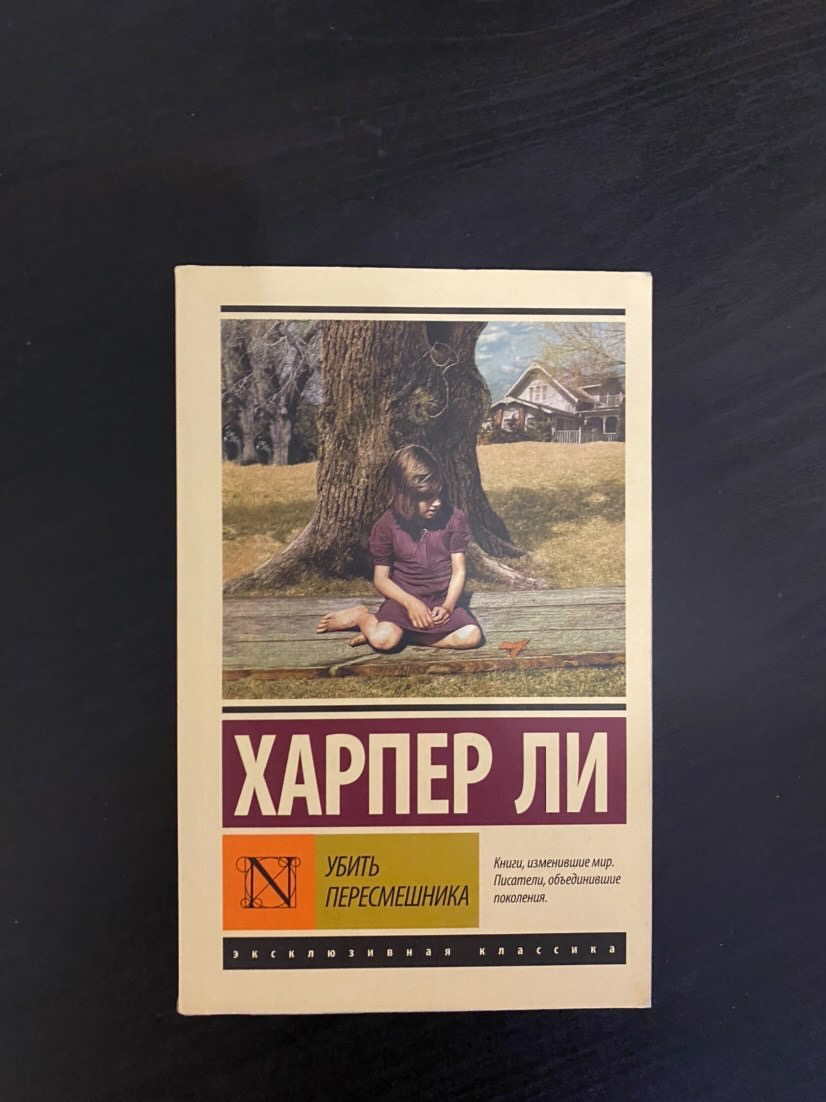 ХАРПЕР ЛИ
N
УБИТЬ
ПЕРЕСМЕШНИКА
Книги, изменившие мир.
Писатели, объединившие
поколения.
эксклюзивная классика